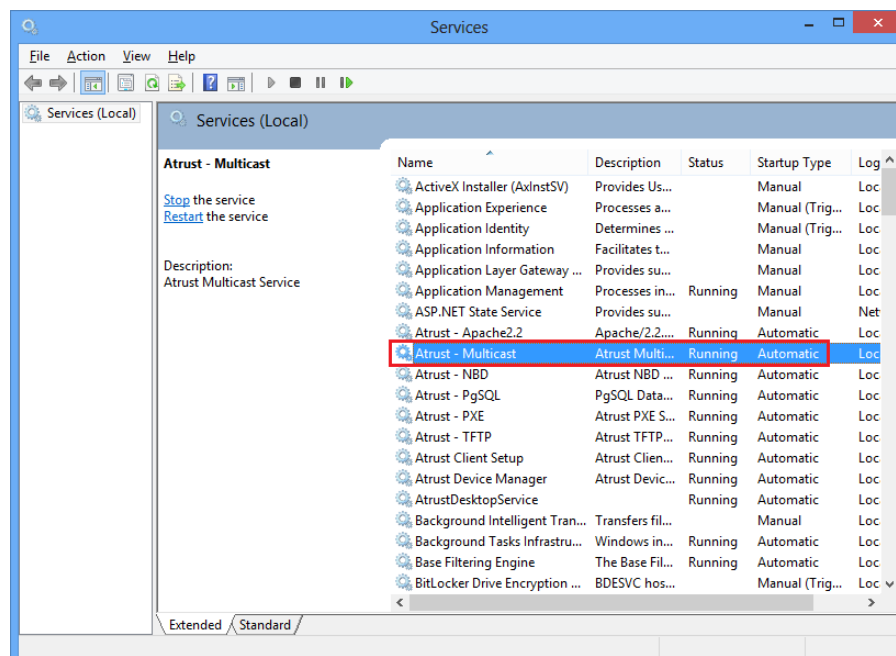 Services
File Action View Help
Services (Local)
Services (Local)
Atrust - Multicast
Stop the service
Restart the service
Description:
Atrust Multicast Service
Name Description Status Startup Type Log
ActiveX Installer (AxInstSV) Provides Us... Manual Loc
Application Experience Processes a... Manual (Trig... Loc
Application Identity Determines ... Manual (Trig... Loc
Application Information Facilitates t... Manual Loc
Application Layer Gateway ... Provides su... Manual Loc
Application Management Processes in... Running Manual Loc
ASP.NET State Service Provides su... Manual Net
Atrust - Apache2.2 Apache/2.2.... Running Automatic Loc
Atrust - Multicast Atrust Multi... Running Automatic Loc
Atrust - NBD Atrust NBD ... Running Automatic Loc
Atrust - PgSQL PgSQL Data... Running Automatic Loc
Atrust - PXE Atrust PXE S... Running Automatic Loc
Atrust - TFTP Atrust TFTP... Running Automatic Loc
Atrust Client Setup Atrust Clien... Running Automatic Loc
Atrust Device Manager Atrust Devic... Running Automatic Loc
AtrustDesktopService Running Automatic Loc
Background Intelligent Tran... Transfers fil... Manual Loc
Background Tasks Infrastru... Windows in... Running Automatic Loc
Base Filtering Engine The Base Fil... Running Automatic Loc
BitLocker Drive Encryption ... BDESVC hos... Manual (Trig... Loc
Extended Standard